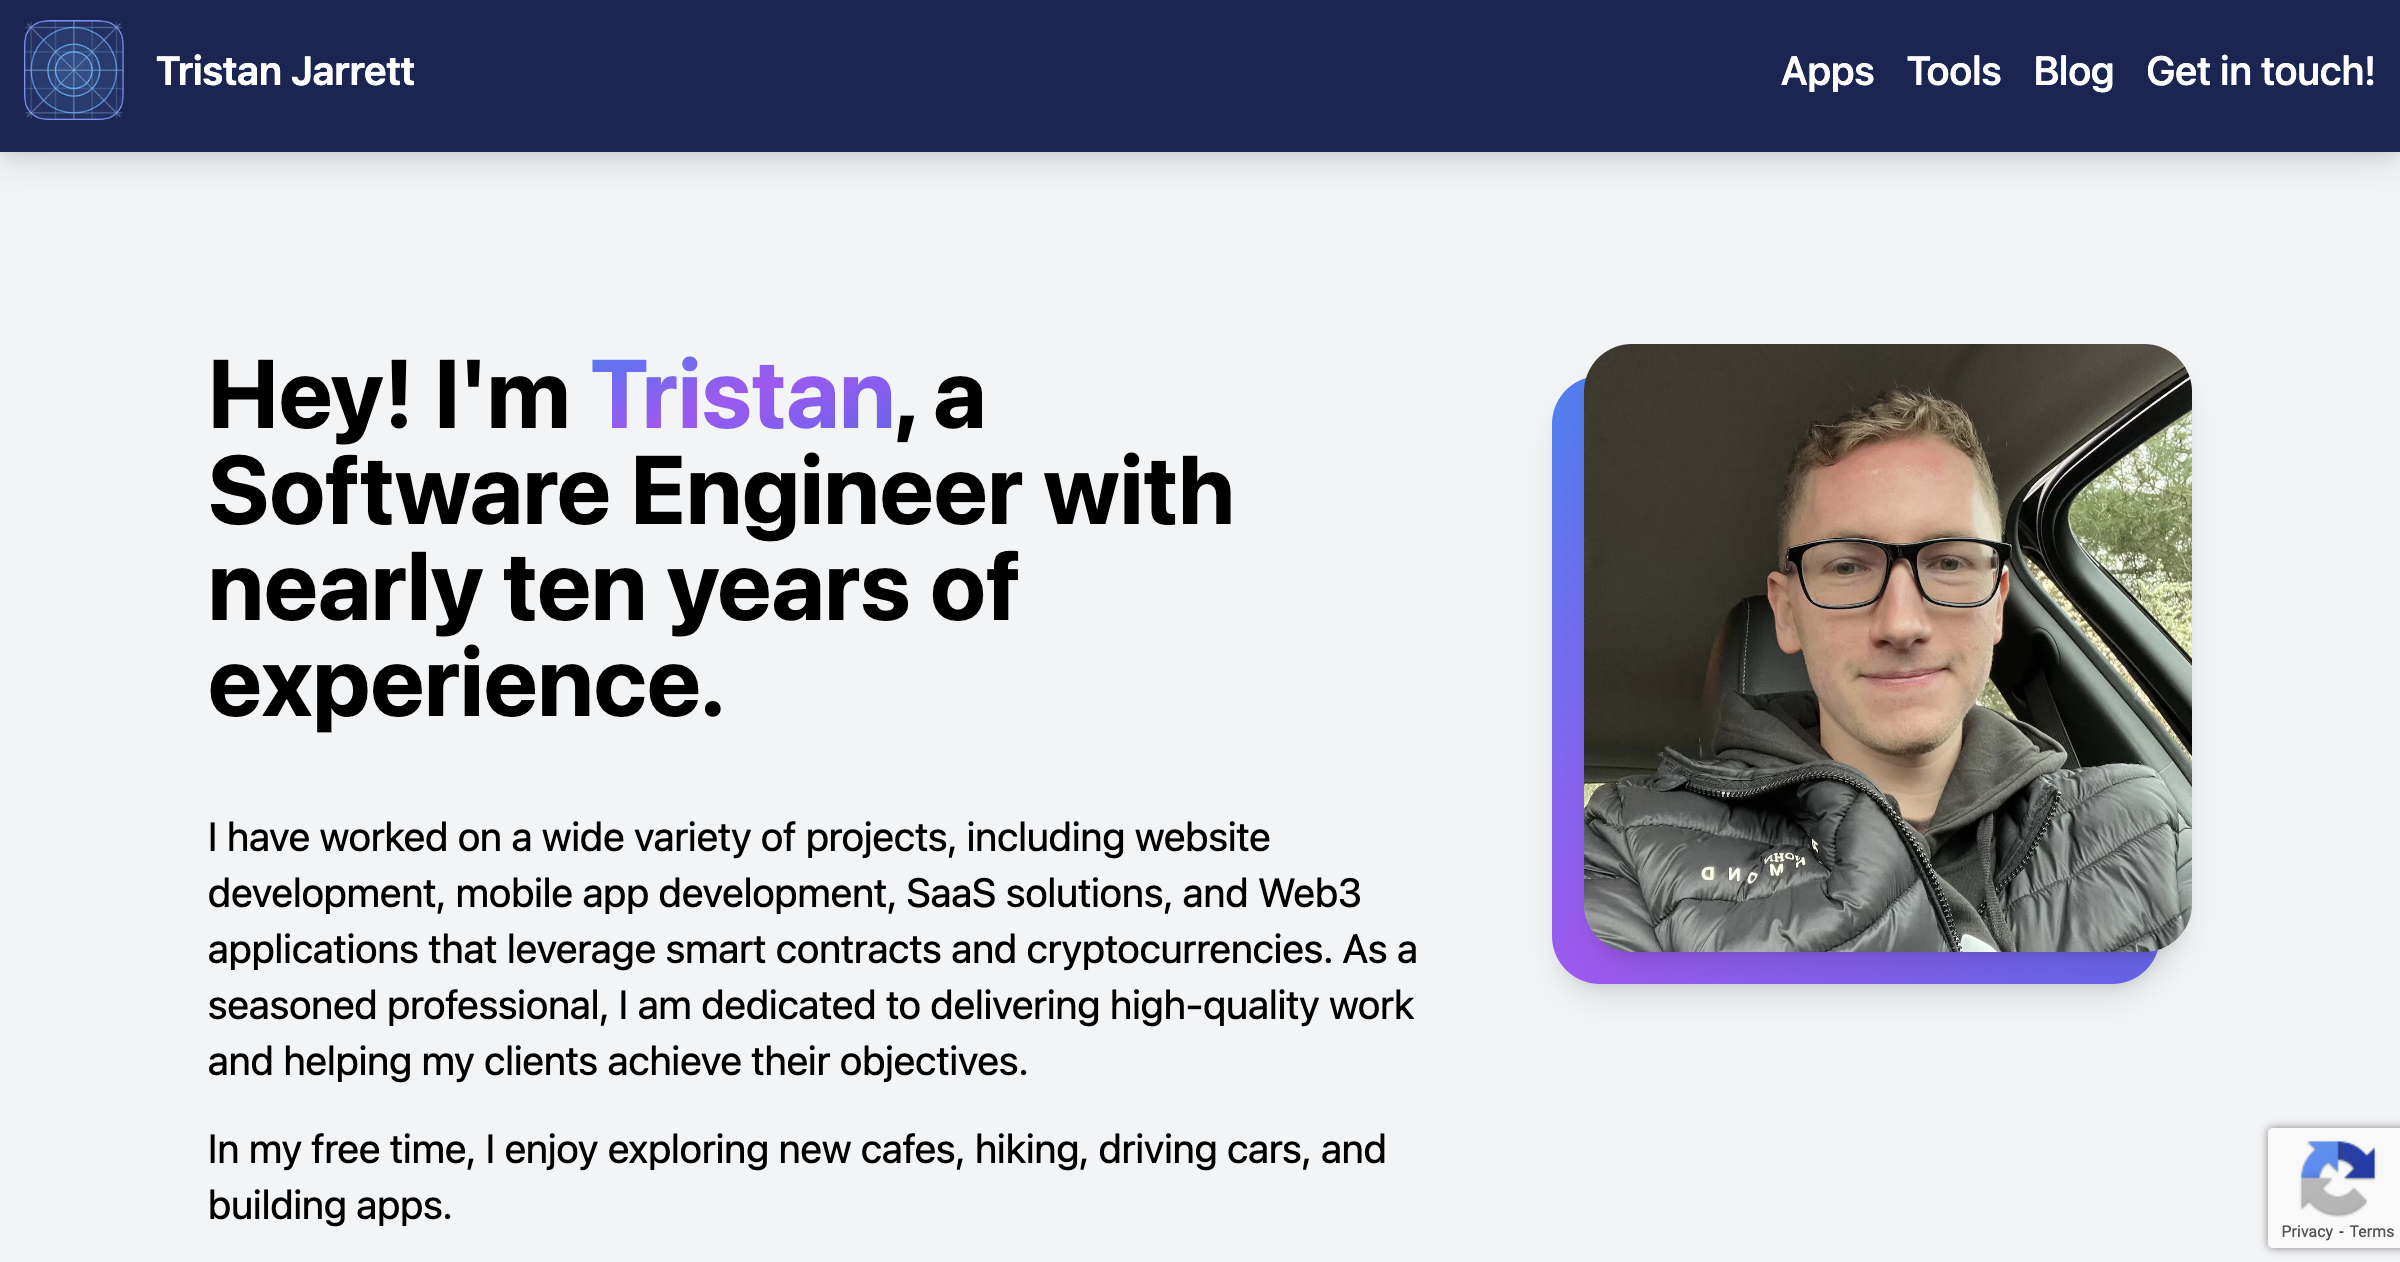 Tristan Jarrett
Apps Tools Blog Get in touch!
Hey! I'm Tristan, a
Software Engineer with
nearly ten years of
experience.
I have worked on a wide variety of projects, including website
development, mobile app development, SaaS solutions, and Web3
applications that leverage smart contracts and cryptocurrencies. As a
seasoned professional, I am dedicated to delivering high-quality work
and helping my clients achieve their objectives.
In my free time, I enjoy exploring new cafes, hiking, driving cars, and
building apps.
Privacy - Terms